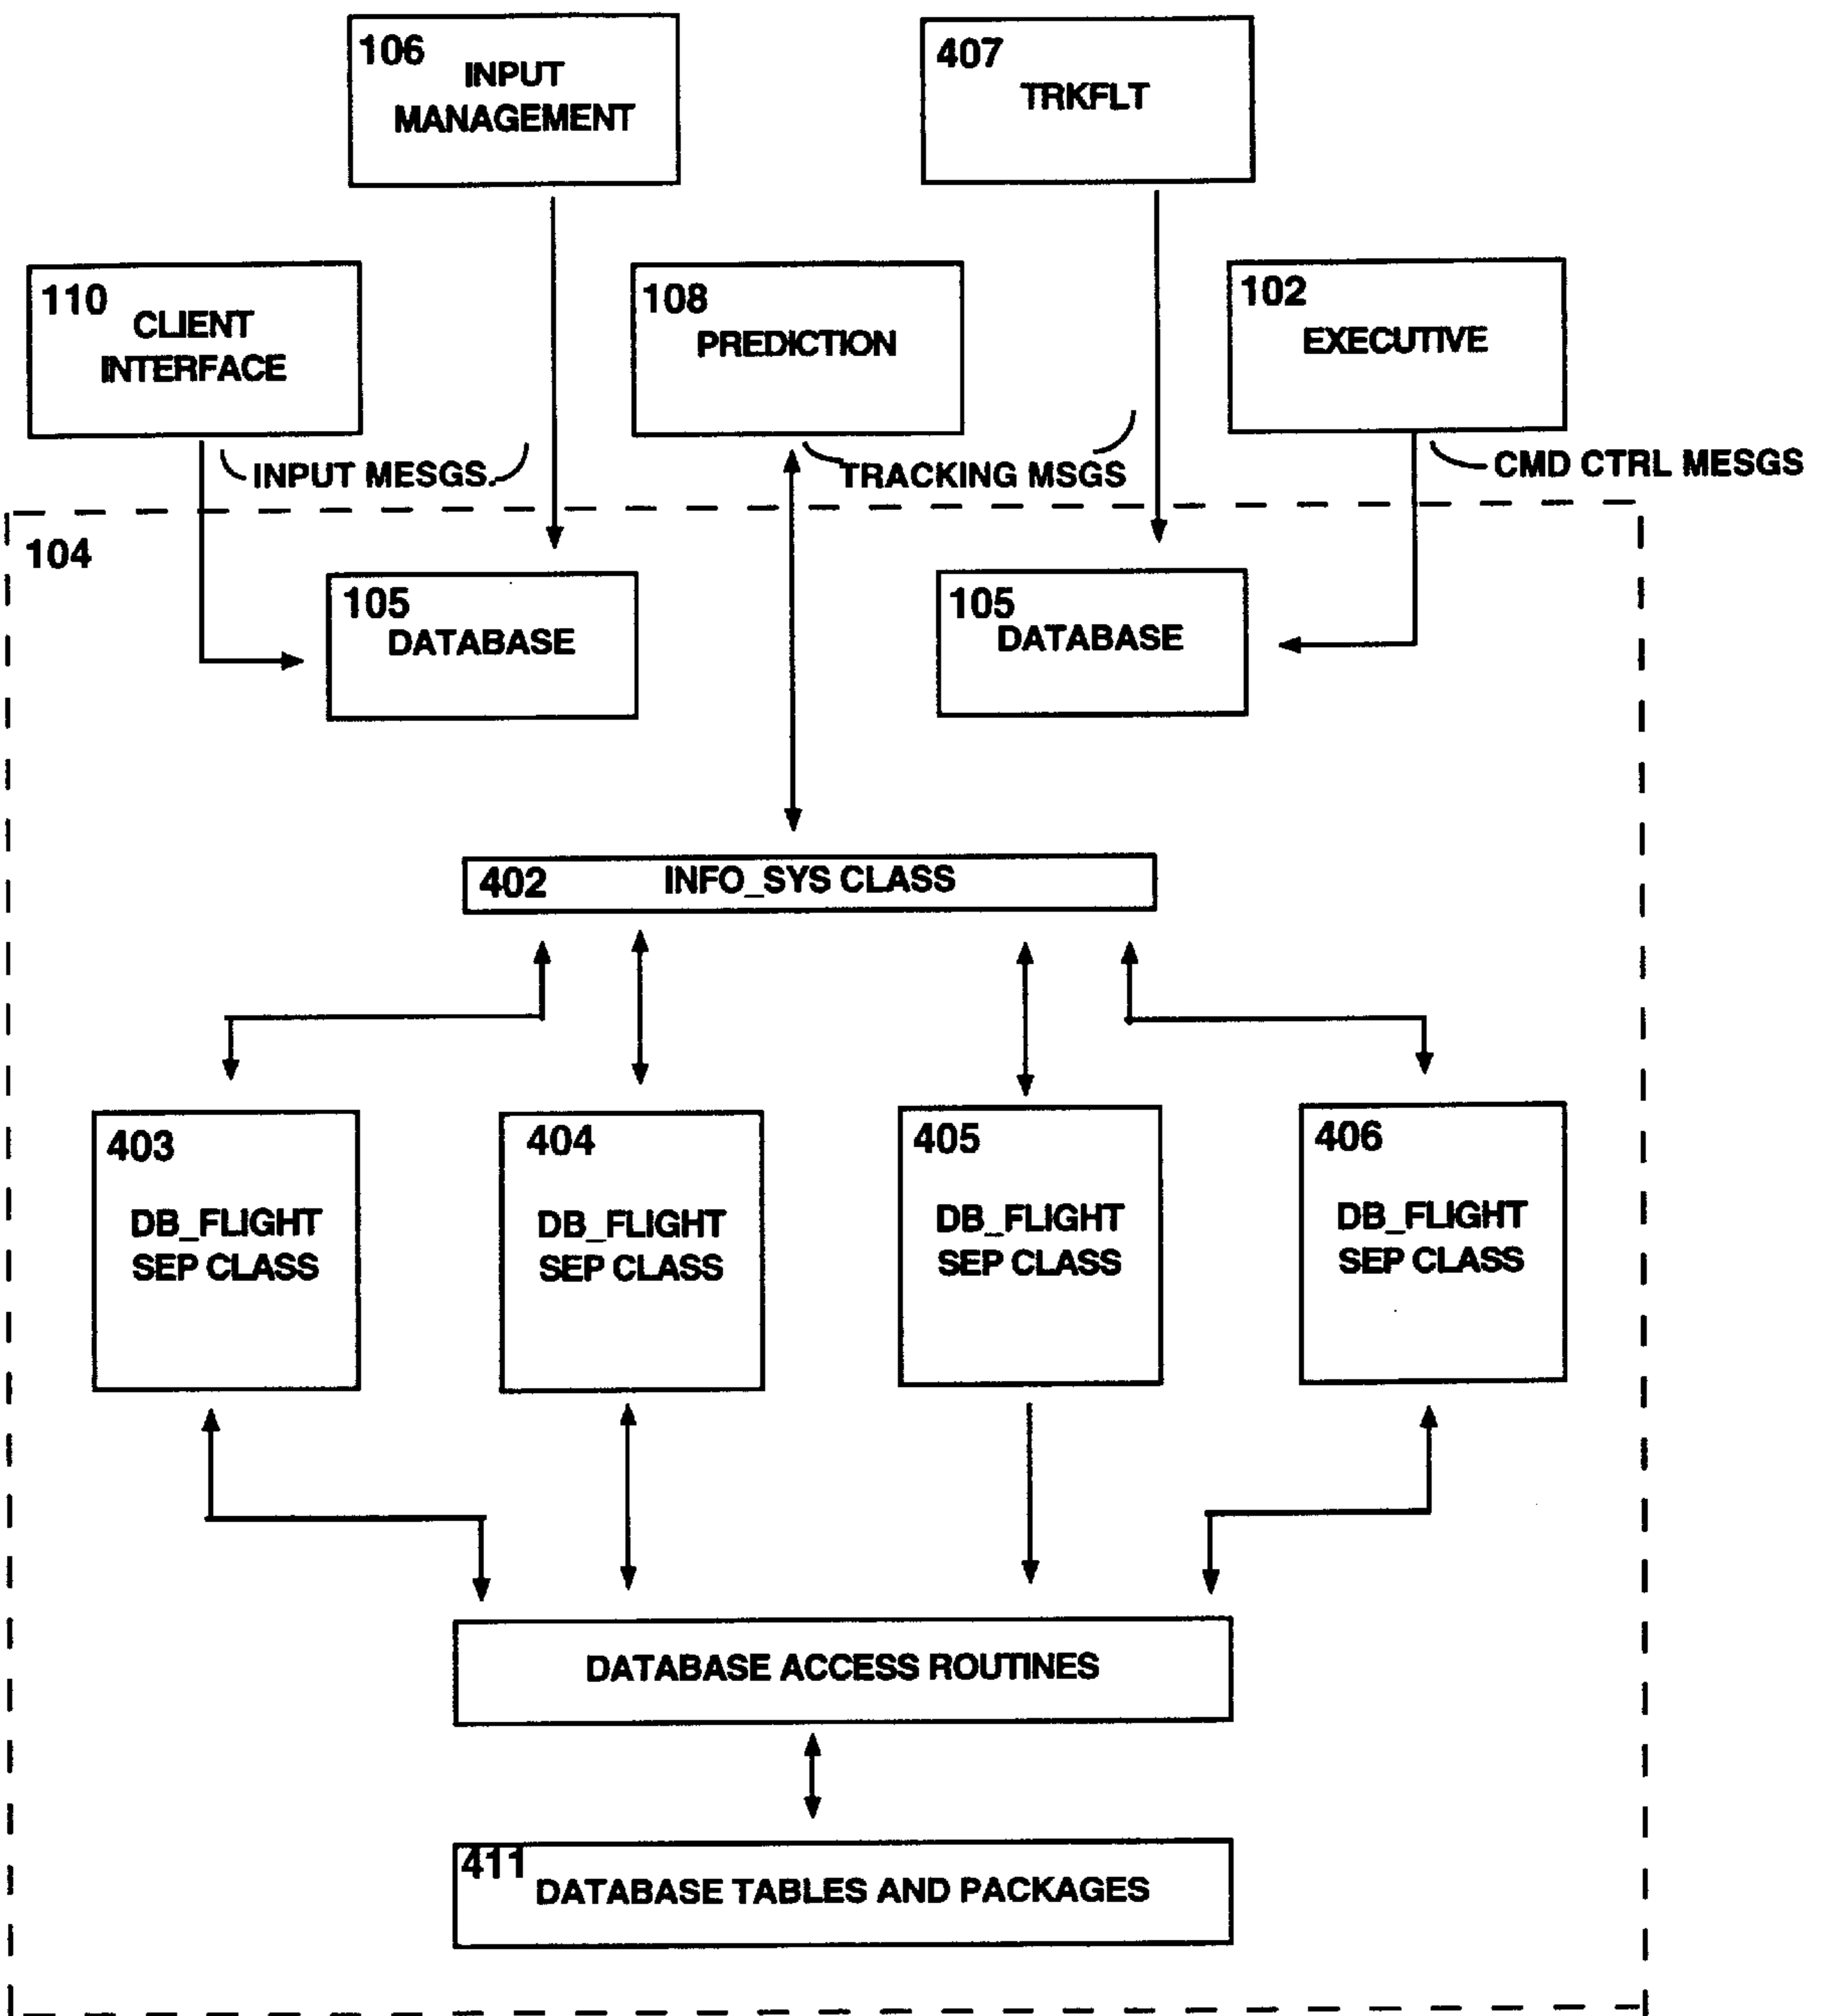 106
INPUT
MANAGEMENT
407
TRKFLT
110
CLIENT
INTERFACE
108
PREDICTION
102
EXECUTIVE
INPUT MESGS.
TRACKING MSGS
CMD CTRL MESGS
104
105
DATABASE
105
DATABASE
402
INFO_SYS CLASS
403
DB_FLIGHT
SEP CLASS
404
DB_FLIGHT
SEP CLASS
405
DB_FLIGHT
SEP CLASS
406
DB_FLIGHT
SEP CLASS
DATABASE ACCESS ROUTINES
411
DATABASE TABLES AND PACKAGES